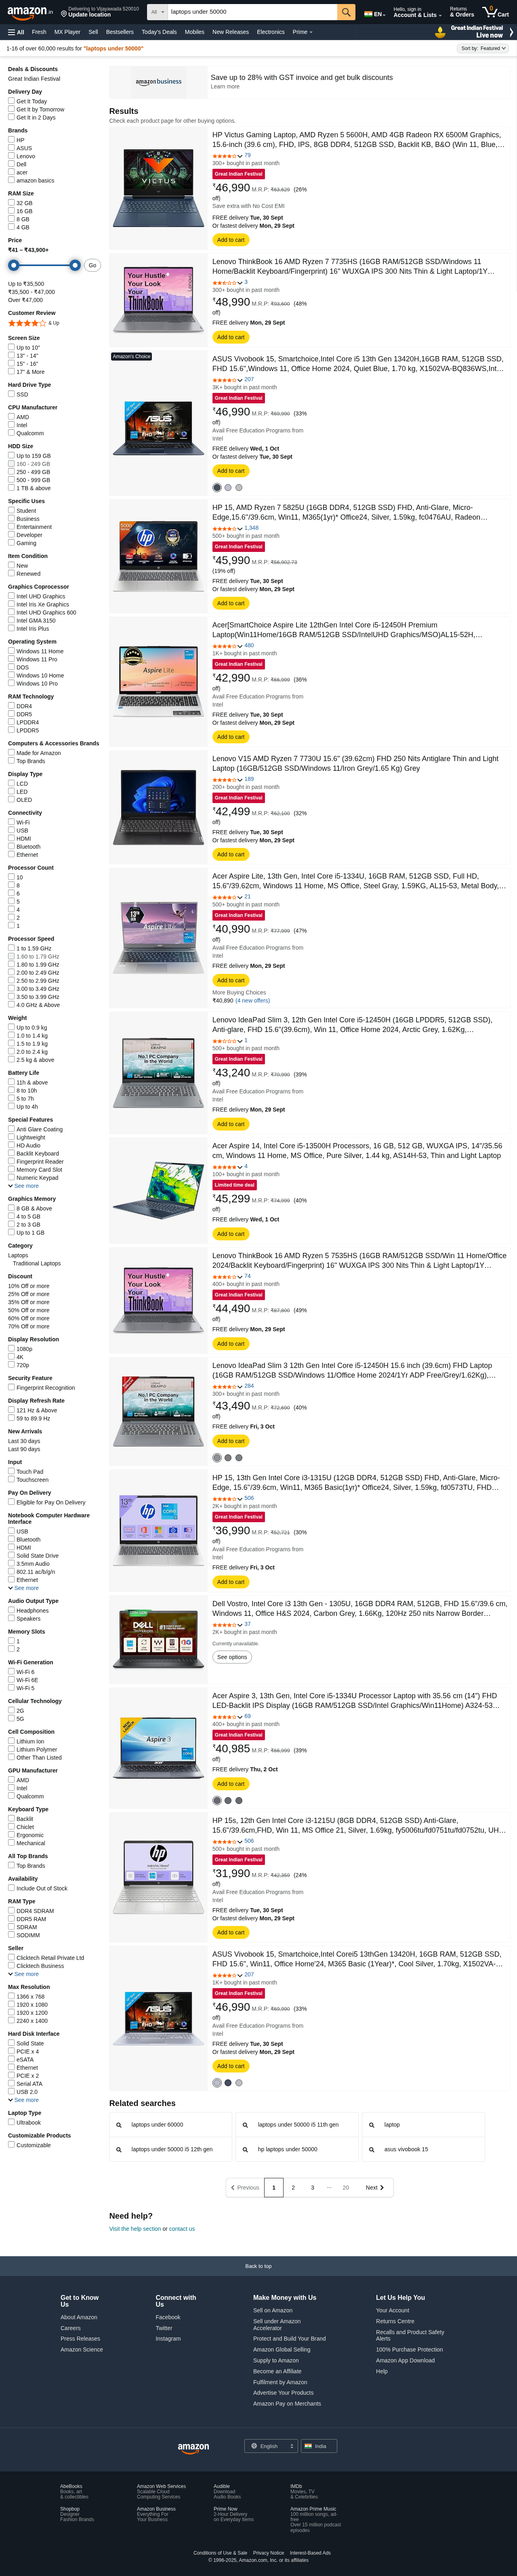 amazon.in
Delivering to Vijayawada 520010
Update location
All
laptops under 50000
EN
Hello, sign in
Account & Lists
Returns
& Orders
0
Cart
All
Fresh
MX Player
Sell
Bestsellers
Today's Deals
Mobiles
New Releases
Electronics
Prime
Great Indian Festival
Live now
1-16 of over 60,000 results for "laptops under 50000"
Sort by: Featured
Deals & Discounts
Great Indian Festival
Delivery Day
Get It Today
Get It by Tomorrow
Get It in 2 Days
Brands
HP
ASUS
Lenovo
Dell
acer
amazon basics
RAM Size
32 GB
16 GB
8 GB
4 GB
Price
₹41 – ₹43,900+
Go
Up to ₹35,500
₹35,500 - ₹47,000
Over ₹47,000
Customer Review
& Up
Screen Size
Up to 10"
13" - 14"
15" - 16"
17" & More
Hard Drive Type
SSD
CPU Manufacturer
AMD
Intel
Qualcomm
HDD Size
Up to 159 GB
160 - 249 GB
250 - 499 GB
500 - 999 GB
1 TB & above
Specific Uses
Student
Business
Entertainment
Developer
Gaming
Item Condition
New
Renewed
Graphics Coprocessor
Intel UHD Graphics
Intel Iris Xe Graphics
Intel UHD Graphics 600
Intel GMA 3150
Intel Iris Plus
Operating System
Windows 11 Home
Windows 11 Pro
DOS
Windows 10 Home
Windows 10 Pro
RAM Technology
DDR4
DDR5
LPDDR4
LPDDR5
Computers & Accessories Brands
Made for Amazon
Top Brands
Display Type
LCD
LED
OLED
Connectivity
Wi-Fi
USB
HDMI
Bluetooth
Ethernet
Processor Count
10
8
6
5
4
2
1
Processor Speed
1 to 1.59 GHz
1.60 to 1.79 GHz
1.80 to 1.99 GHz
2.00 to 2.49 GHz
2.50 to 2.99 GHz
3.00 to 3.49 GHz
3.50 to 3.99 GHz
4.0 GHz & Above
Weight
Up to 0.9 kg
1.0 to 1.4 kg
1.5 to 1.9 kg
2.0 to 2.4 kg
2.5 kg & above
Battery Life
11h & above
8 to 10h
5 to 7h
Up to 4h
Special Features
Anti Glare Coating
Lightweight
HD Audio
Backlit Keyboard
Fingerprint Reader
Memory Card Slot
Numeric Keypad
See more
Graphics Memory
8 GB & Above
4 to 5 GB
2 to 3 GB
Up to 1 GB
Category
Laptops
Traditional Laptops
Discount
10% Off or more
25% Off or more
35% Off or more
50% Off or more
60% Off or more
70% Off or more
Display Resolution
1080p
4K
720p
Security Feature
Fingerprint Recognition
Display Refresh Rate
121 Hz & Above
59 to 89.9 Hz
New Arrivals
Last 30 days
Last 90 days
Input
Touch Pad
Touchscreen
Pay On Delivery
Eligible for Pay On Delivery
Notebook Computer Hardware
Interface
USB
Bluetooth
HDMI
Solid State Drive
3.5mm Audio
802.11 ac/b/g/n
Ethernet
See more
Audio Output Type
Headphones
Speakers
Memory Slots
1
2
Wi-Fi Generation
Wi-Fi 6
Wi-Fi 6E
Wi-Fi 5
Cellular Technology
2G
5G
Cell Composition
Lithium Ion
Lithium Polymer
Other Than Listed
GPU Manufacturer
AMD
Intel
Qualcomm
Keyboard Type
Backlit
Chiclet
Ergonomic
Mechanical
All Top Brands
Top Brands
Availability
Include Out of Stock
RAM Type
DDR4 SDRAM
DDR5 RAM
SDRAM
SODIMM
Seller
Clicktech Retail Private Ltd
Clicktech Business
See more
Max Resolution
1366 x 768
1920 x 1080
1920 x 1200
2240 x 1400
Hard Disk Interface
Solid State
PCIE x 4
eSATA
Ethernet
PCIE x 2
Serial ATA
USB 2.0
See more
Laptop Type
Ultrabook
Customizable Products
Customizable
amazon business
Save up to 28% with GST invoice and get bulk discounts
Learn more
Results
Check each product page for other buying options.
VICTUS
HP Victus Gaming Laptop, AMD Ryzen 5 5600H, AMD 4GB Radeon RX 6500M Graphics,
15.6-inch (39.6 cm), FHD, IPS, 8GB DDR4, 512GB SSD, Backlit KB, B&O (Win 11, Blue,…
79
300+ bought in past month
Great Indian Festival
₹46,990 M.R.P: ₹63,629 (26%
off)
Save extra with No Cost EMI
FREE delivery Tue, 30 Sept
Or fastest delivery Mon, 29 Sept
Add to cart
Your Hustle
Your Look
Your
ThinkBook
Lenovo ThinkBook 16 AMD Ryzen 7 7735HS (16GB RAM/512GB SSD/Windows 11
Home/Backlit Keyboard/Fingerprint) 16" WUXGA IPS 300 Nits Thin & Light Laptop/1Y…
3
300+ bought in past month
₹48,990 M.R.P: ₹93,600 (48%
off)
FREE delivery Mon, 29 Sept
Add to cart
Amazon's Choice
ASUS
ASUS Vivobook 15, Smartchoice,Intel Core i5 13th Gen 13420H,16GB RAM, 512GB SSD,
FHD 15.6",Windows 11, Office Home 2024, Quiet Blue, 1.70 kg, X1502VA-BQ836WS,Int…
207
3K+ bought in past month
Great Indian Festival
₹46,990 M.R.P: ₹69,990 (33%
off)
Avail Free Education Programs from
Intel
FREE delivery Wed, 1 Oct
Or fastest delivery Tue, 30 Sept
Add to cart
HP 15, AMD Ryzen 7 5825U (16GB DDR4, 512GB SSD) FHD, Anti-Glare, Micro-
Edge,15.6"/39.6cm, Win11, M365(1yr)* Office24, Silver, 1.59kg, fc0476AU, Radeon…
1,348
500+ bought in past month
Great Indian Festival
₹45,990 M.R.P: ₹56,902.73
(19% off)
FREE delivery Tue, 30 Sept
Or fastest delivery Mon, 29 Sept
Add to cart
Aspire Lite
Acer[SmartChoice Aspire Lite 12thGen Intel Core i5-12450H Premium
Laptop(Win11Home/16GB RAM/512GB SSD/IntelUHD Graphics/MSO)AL15-52H,…
480
1K+ bought in past month
Great Indian Festival
₹42,990 M.R.P: ₹66,999 (36%
off)
Avail Free Education Programs from
Intel
FREE delivery Tue, 30 Sept
Or fastest delivery Mon, 29 Sept
Add to cart
Lenovo V15 AMD Ryzen 7 7730U 15.6" (39.62cm) FHD 250 Nits Antiglare Thin and Light
Laptop (16GB/512GB SSD/Windows 11/Iron Grey/1.65 Kg) Grey
189
200+ bought in past month
Great Indian Festival
₹42,499 M.R.P: ₹62,100 (32%
off)
FREE delivery Tue, 30 Sept
Or fastest delivery Mon, 29 Sept
Add to cart
Aspire Lite
Acer Aspire Lite, 13th Gen, Intel Core i5-1334U, 16GB RAM, 512GB SSD, Full HD,
15.6"/39.62cm, Windows 11 Home, MS Office, Steel Gray, 1.59KG, AL15-53, Metal Body,…
21
500+ bought in past month
Great Indian Festival
₹40,990 M.R.P: ₹77,999 (47%
off)
Avail Free Education Programs from
Intel
FREE delivery Mon, 29 Sept
Add to cart
More Buying Choices
₹40,890 (4 new offers)
No.1 PC Company
in the World
Lenovo IdeaPad Slim 3, 12th Gen Intel Core i5-12450H (16GB LPDDR5, 512GB SSD),
Anti-glare, FHD 15.6"(39.6cm), Win 11, Office Home 2024, Arctic Grey, 1.62Kg,…
1
500+ bought in past month
Great Indian Festival
₹43,240 M.R.P: ₹70,990 (39%
off)
Avail Free Education Programs from
Intel
FREE delivery Mon, 29 Sept
Add to cart
Acer Aspire 14, Intel Core i5-13500H Processors, 16 GB, 512 GB, WUXGA IPS, 14"/35.56
cm, Windows 11 Home, MS Office, Pure Silver, 1.44 kg, AS14-53H, Thin and Light Laptop
4
100+ bought in past month
Limited time deal
₹45,299 M.R.P: ₹74,999 (40%
off)
FREE delivery Wed, 1 Oct
Add to cart
Your Hustle
Your Look
Your
ThinkBook
Lenovo ThinkBook 16 AMD Ryzen 5 7535HS (16GB RAM/512GB SSD/Win 11 Home/Office
2024/Backlit Keyboard/Fingerprint) 16" WUXGA IPS 300 Nits Thin & Light Laptop/1Y…
74
400+ bought in past month
Great Indian Festival
₹44,490 M.R.P: ₹87,800 (49%
off)
FREE delivery Mon, 29 Sept
Add to cart
No.1 PC Company
in the World
Lenovo IdeaPad Slim 3 12th Gen Intel Core i5-12450H 15.6 inch (39.6cm) FHD Laptop
(16GB RAM/512GB SSD/Windows 11/Office Home 2024/1Yr ADP Free/Grey/1.62Kg),…
284
300+ bought in past month
₹43,490 M.R.P: ₹72,690 (40%
off)
FREE delivery Fri, 3 Oct
Add to cart
HP 15, 13th Gen Intel Core i3-1315U (12GB DDR4, 512GB SSD) FHD, Anti-Glare, Micro-
Edge, 15.6"/39.6cm, Win11, M365 Basic(1yr)* Office24, Silver, 1.59kg, fd0573TU, FHD…
506
2K+ bought in past month
Great Indian Festival
₹36,990 M.R.P: ₹52,721 (30%
off)
Avail Free Education Programs from
Intel
FREE delivery Fri, 3 Oct
Add to cart
DELL
Dell Vostro, Intel Core i3 13th Gen - 1305U, 16GB DDR4 RAM, 512GB, FHD 15.6"/39.6 cm,
Windows 11, Office H&S 2024, Carbon Grey, 1.66Kg, 120Hz 250 nits Narrow Border…
37
2K+ bought in past month
Currently unavailable.
See options
Aspire 3
Acer Aspire 3, 13th Gen, Intel Core i5-1334U Processor Laptop with 35.56 cm (14") FHD
LED-Backlit IPS Display (16GB RAM/512GB SSD/Intel Graphics/Win11Home) A324-53…
69
400+ bought in past month
Great Indian Festival
₹40,985 M.R.P: ₹66,999 (39%
off)
FREE delivery Thu, 2 Oct
Add to cart
HP 15s, 12th Gen Intel Core i3-1215U (8GB DDR4, 512GB SSD) Anti-Glare,
15.6"/39.6cm,FHD, Win 11, MS Office 21, Silver, 1.69kg, fy5006tu/fd0751tu/fd0752tu, UH…
506
500+ bought in past month
Great Indian Festival
₹31,990 M.R.P: ₹42,359 (24%
off)
Avail Free Education Programs from
Intel
FREE delivery Tue, 30 Sept
Or fastest delivery Mon, 29 Sept
Add to cart
ASUS
ASUS Vivobook 15, Smartchoice,Intel Corei5 13thGen 13420H, 16GB RAM, 512GB SSD,
FHD 15.6", Win11, Office Home'24, M365 Basic (1Year)*, Cool Silver, 1.70kg, X1502VA-…
207
1K+ bought in past month
Great Indian Festival
₹46,990 M.R.P: ₹69,990 (33%
off)
Avail Free Education Programs from
Intel
FREE delivery Tue, 30 Sept
Or fastest delivery Mon, 29 Sept
Add to cart
Related searches
laptops under 60000
laptops under 50000 i5 11th gen
laptop
laptops under 50000 i5 12th gen
hp laptops under 50000
asus vivobook 15
Previous
1
2
3
...
20
Next
Need help?
Visit the help section or contact us
Back to top
Get to Know
Us
About Amazon
Careers
Press Releases
Amazon Science
Connect with
Us
Facebook
Twitter
Instagram
Make Money with Us
Sell on Amazon
Sell under Amazon
Accelerator
Protect and Build Your Brand
Amazon Global Selling
Supply to Amazon
Become an Affiliate
Fulfilment by Amazon
Advertise Your Products
Amazon Pay on Merchants
Let Us Help You
Your Account
Returns Centre
Recalls and Product Safety
Alerts
100% Purchase Protection
Amazon App Download
Help
amazon
English
India
AbeBooks
Books, art
& collectibles
Amazon Web Services
Scalable Cloud
Computing Services
Audible
Download
Audio Books
IMDb
Movies, TV
& Celebrities
Shopbop
Designer
Fashion Brands
Amazon Business
Everything For
Your Business
Prime Now
2-Hour Delivery
on Everyday Items
Amazon Prime Music
100 million songs, ad-
free
Over 15 million podcast
episodes
Conditions of Use & Sale
Privacy Notice
Interest-Based Ads
© 1996-2025, Amazon.com, Inc. or its affiliates